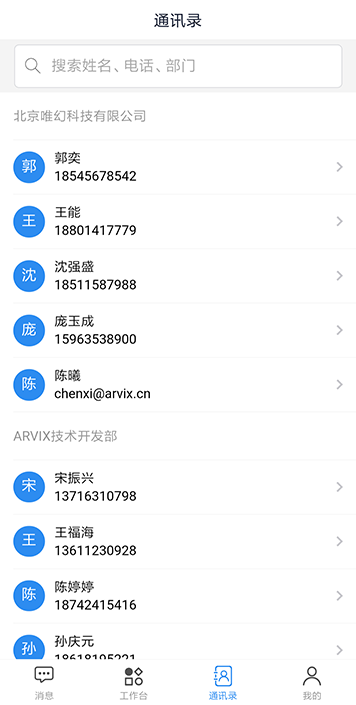 通讯录
搜索姓名、电话、部门
北京唯幻科技有限公司
郭
郭奕
18545678542
王
王能
18801417779
沈
沈强盛
18511587988
庞
庞玉成
15963538900
陈
陈曦
chenxi@arvix.cn
ARVIX技术开发部
宋
宋振兴
13716310798
王
王福海
13611230928
陈
陈婷婷
18742415416
孙
孙庆元
18618195221
消息
工作台
通讯录
我的